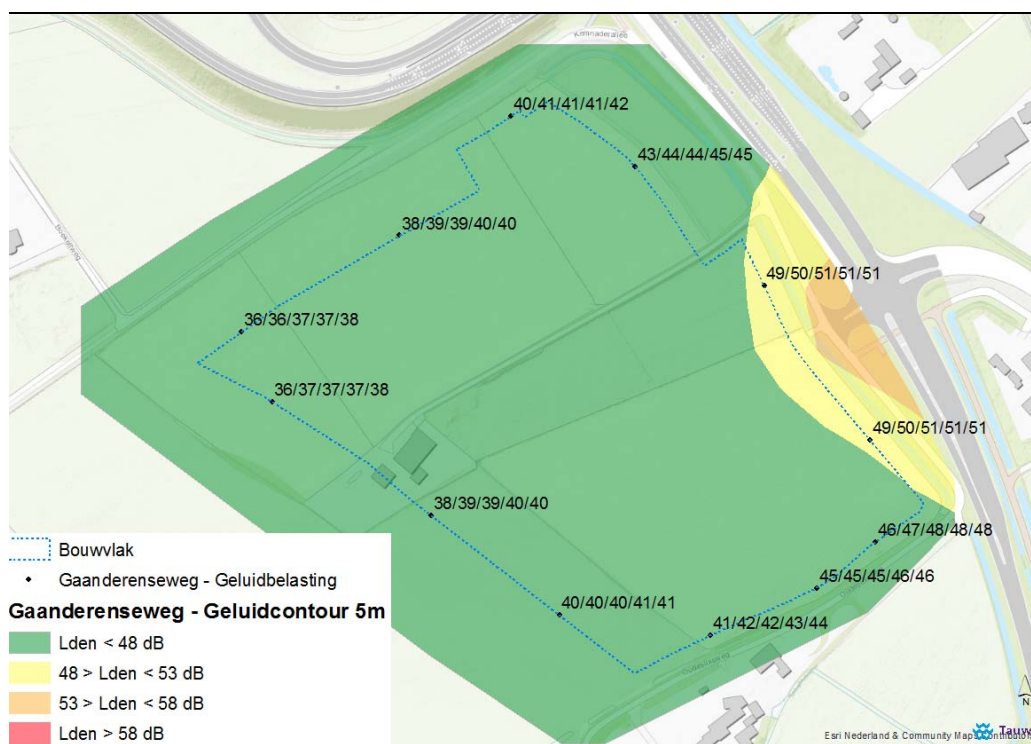 Kemnaderallee
40/41/41/41/42
43/44/44/45/45
38/39/39/40/40
49/50/51/51/51
36/36/37/37/38
36/37/37/37/38
49/50/51/51/51
38/39/39/40/40
46/47/48/48/48
45/45/45/46/46
40/40/40/41/41
41/42/42/43/44
Bouwvlak
Gaanderenseweg - Geluidbelasting
Gaanderenseweg - Geluidcontour 5m
Lden < 48 dB
48 > Lden < 53 dB
53 > Lden < 58 dB
Lden > 58 dB
N
Esri Nederland & Community Maps Contributors
Tauw